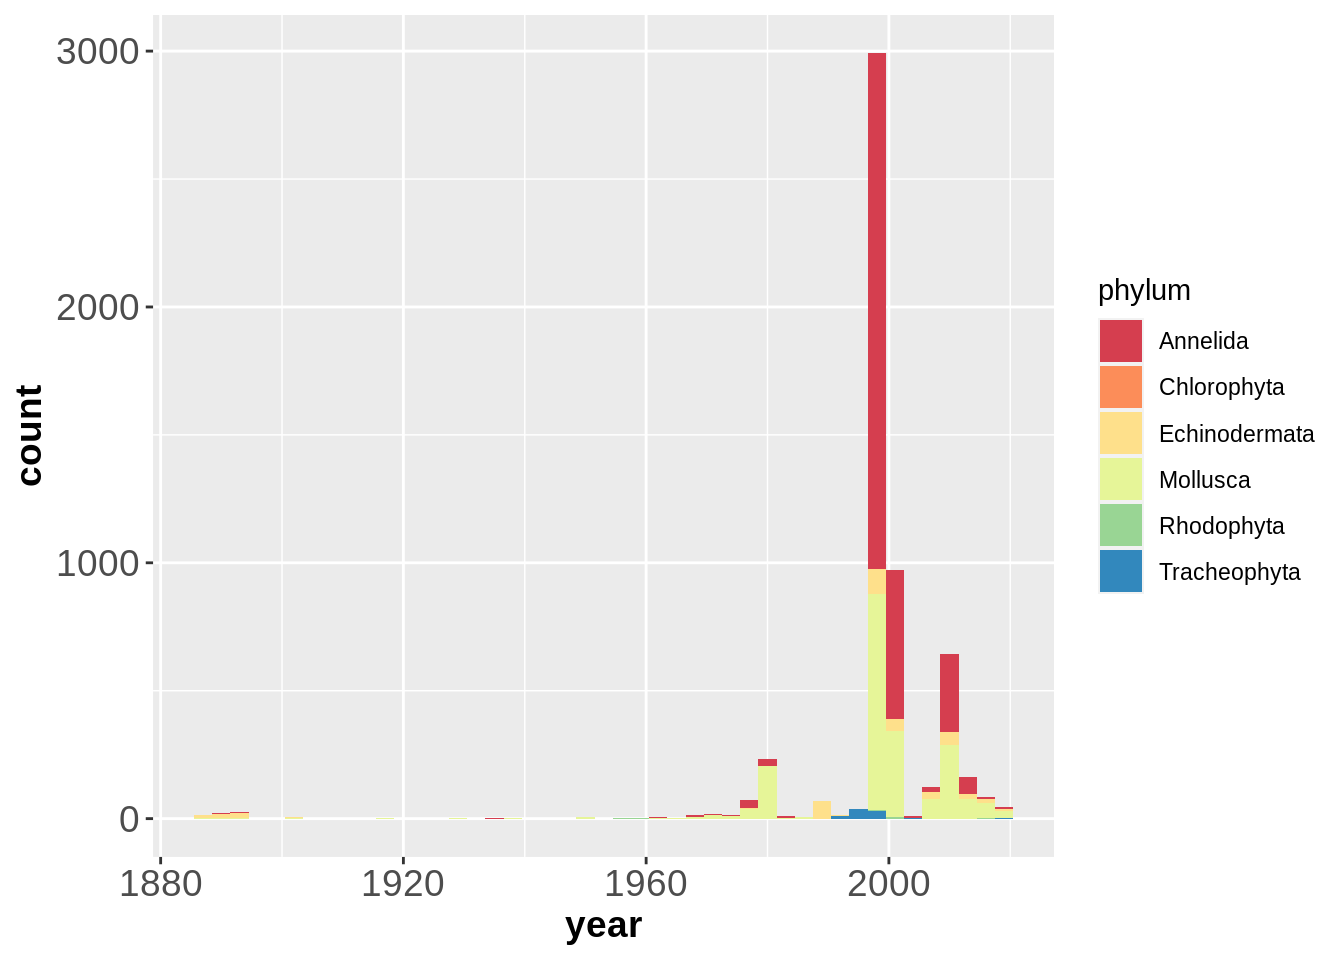 3000
2000
1000
0
count
1880 1920 1960 2000
year
phylum
Annelida
Chlorophyta
Echinodermata
Mollusca
Rhodophyta
Tracheophyta